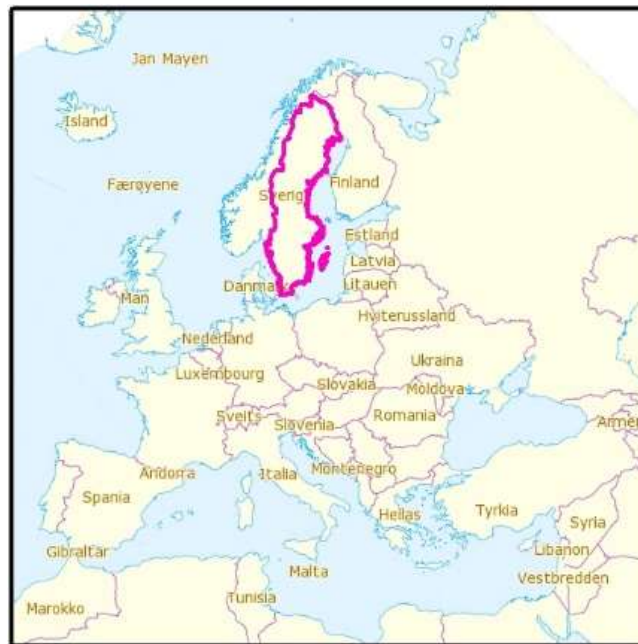 Jan Mayen
Island
Færøyene
Sverig
Finland
Estland
Latvia
Danmark
Litauen
Man
Hviterussland
Nederland
Ukraina
Luxembourg
Slovakia
Moldova
Sveits
Romania
Slovenia
Armen
Andorra
Italia
Montenegro
Spania
Hellas
Tyrkia
Syria
Gibraltar
Libanon
Malta
Vestbredden
Tunisia
Marokko